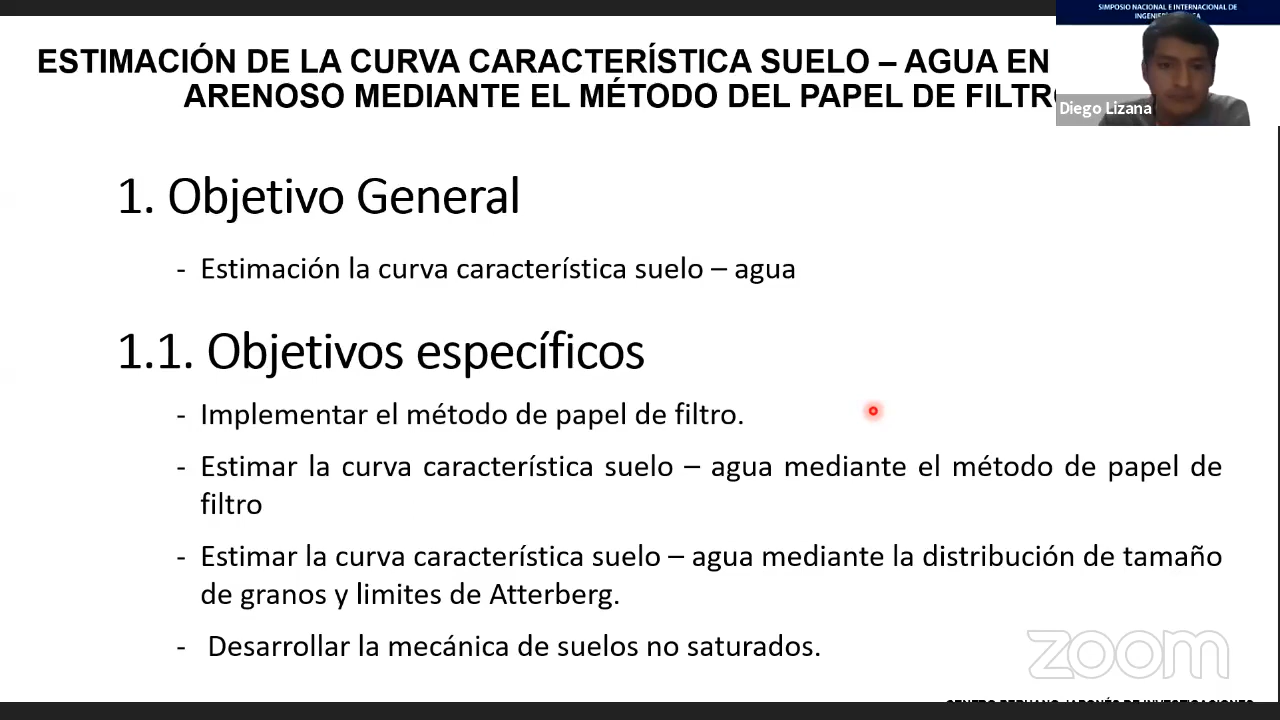 SIMPOSIO NACIONAL E INTERNACIONAL DE
ESTIMACIÓN DE LA CURVA CARACTERÍSTICA SUELO – AGUA EN
ARENOSO MEDIANTE EL MÉTODO DEL PAPEL DE FILTRO
Diego Lizana
1. Objetivo General
- Estimación la curva característica suelo – agua
1.1. Objetivos específicos
- Implementar el método de papel de filtro.
- Estimar la curva característica suelo – agua mediante el método de papel de
filtro
- Estimar la curva característica suelo – agua mediante la distribución de tamaño
de granos y limites de Atterberg.
- Desarrollar la mecánica de suelos no saturados.
zoom